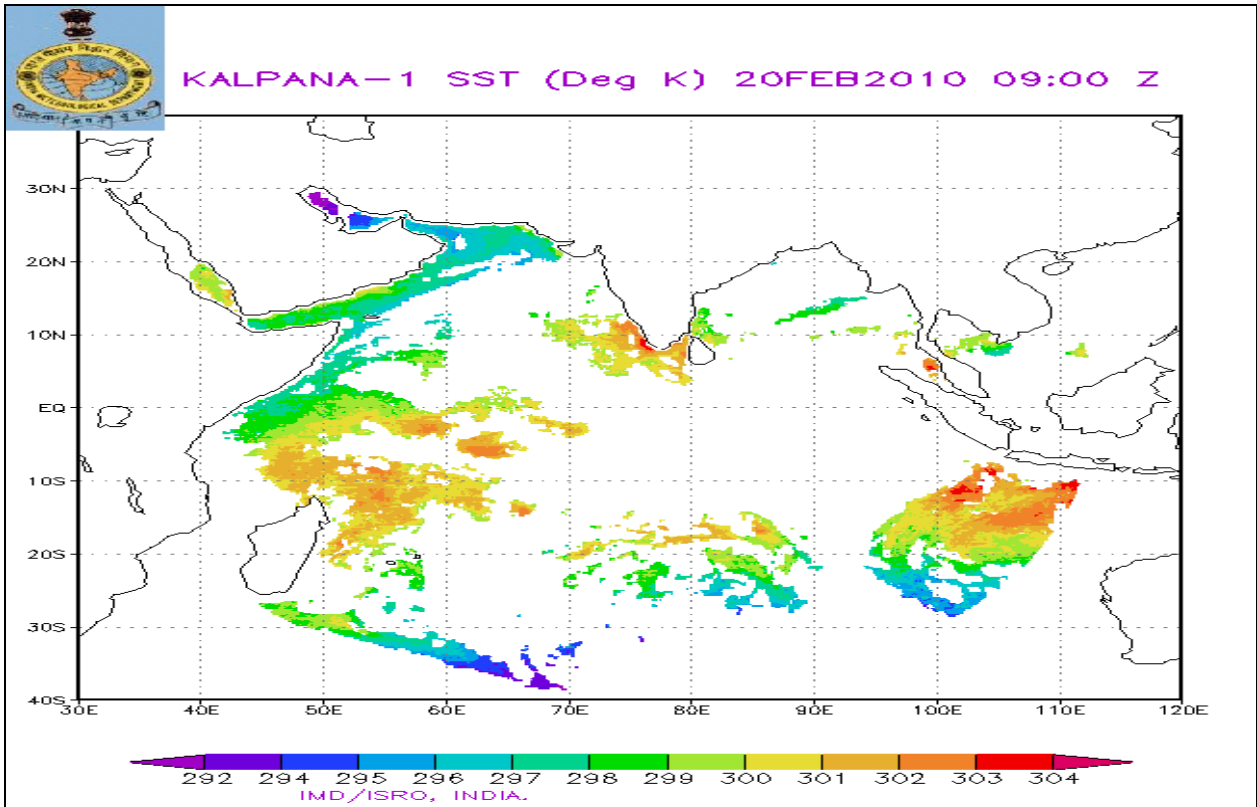 KALPANA-1 SST (Deg K) 20FEB2010 09:00 Z
30N
20N
10N
EQ
10S
20S
30S
40S
30E 40E 50E 60E 70E 80E 90E 100E 110E 120E
292 294 295 296 297 298 299 300 301 302 303 304
IMD/ISRO, INDIA.